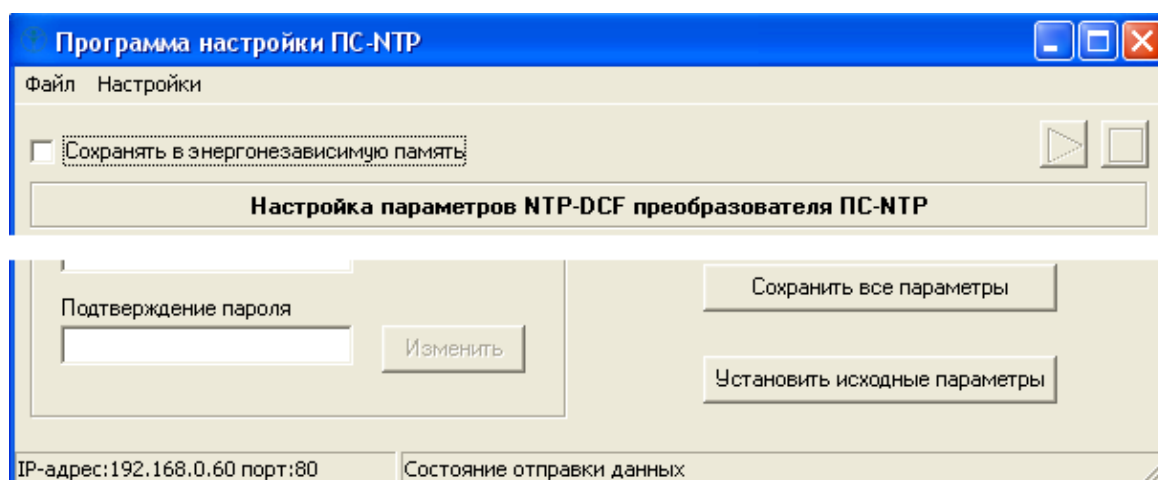 Программа настройки ПС-NTP
Файл Настройки
Сохранять в энергонезависимую память
Настройка параметров NTP-DCF преобразователя ПС-NTP
Сохранить все параметры
Подтверждение пароля
Изменить
Установить исходные параметры
IP-адрес:192.168.0.60 порт:80 Состояние отправки данных